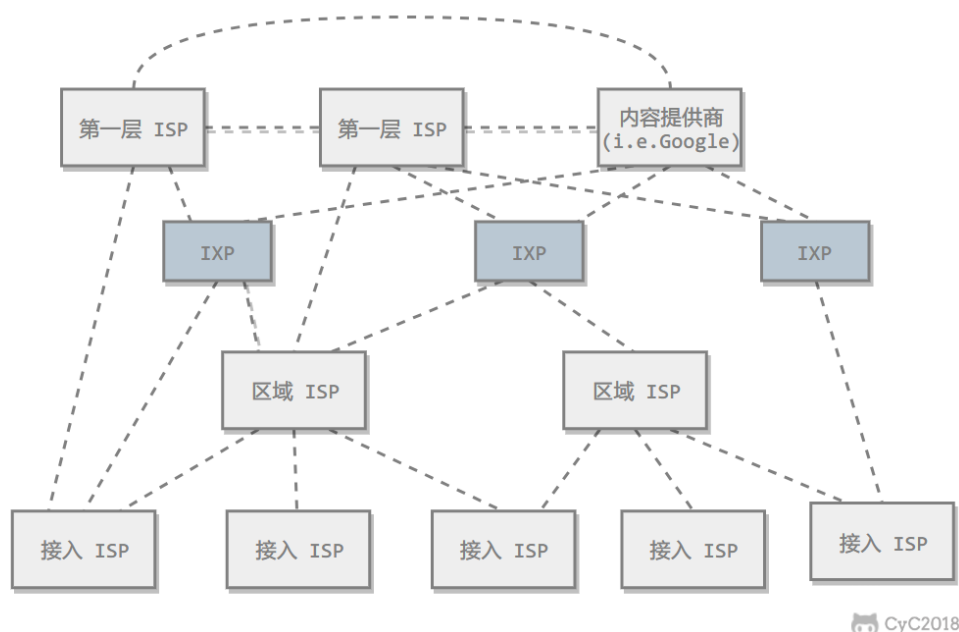 第一层 ISP
第一层 ISP
内容提供商
(i.e.Google)
IXP
IXP
IXP
区域 ISP
区域 ISP
接入 ISP
接入 ISP
接入 ISP
接入 ISP
接入 ISP
CyC2018